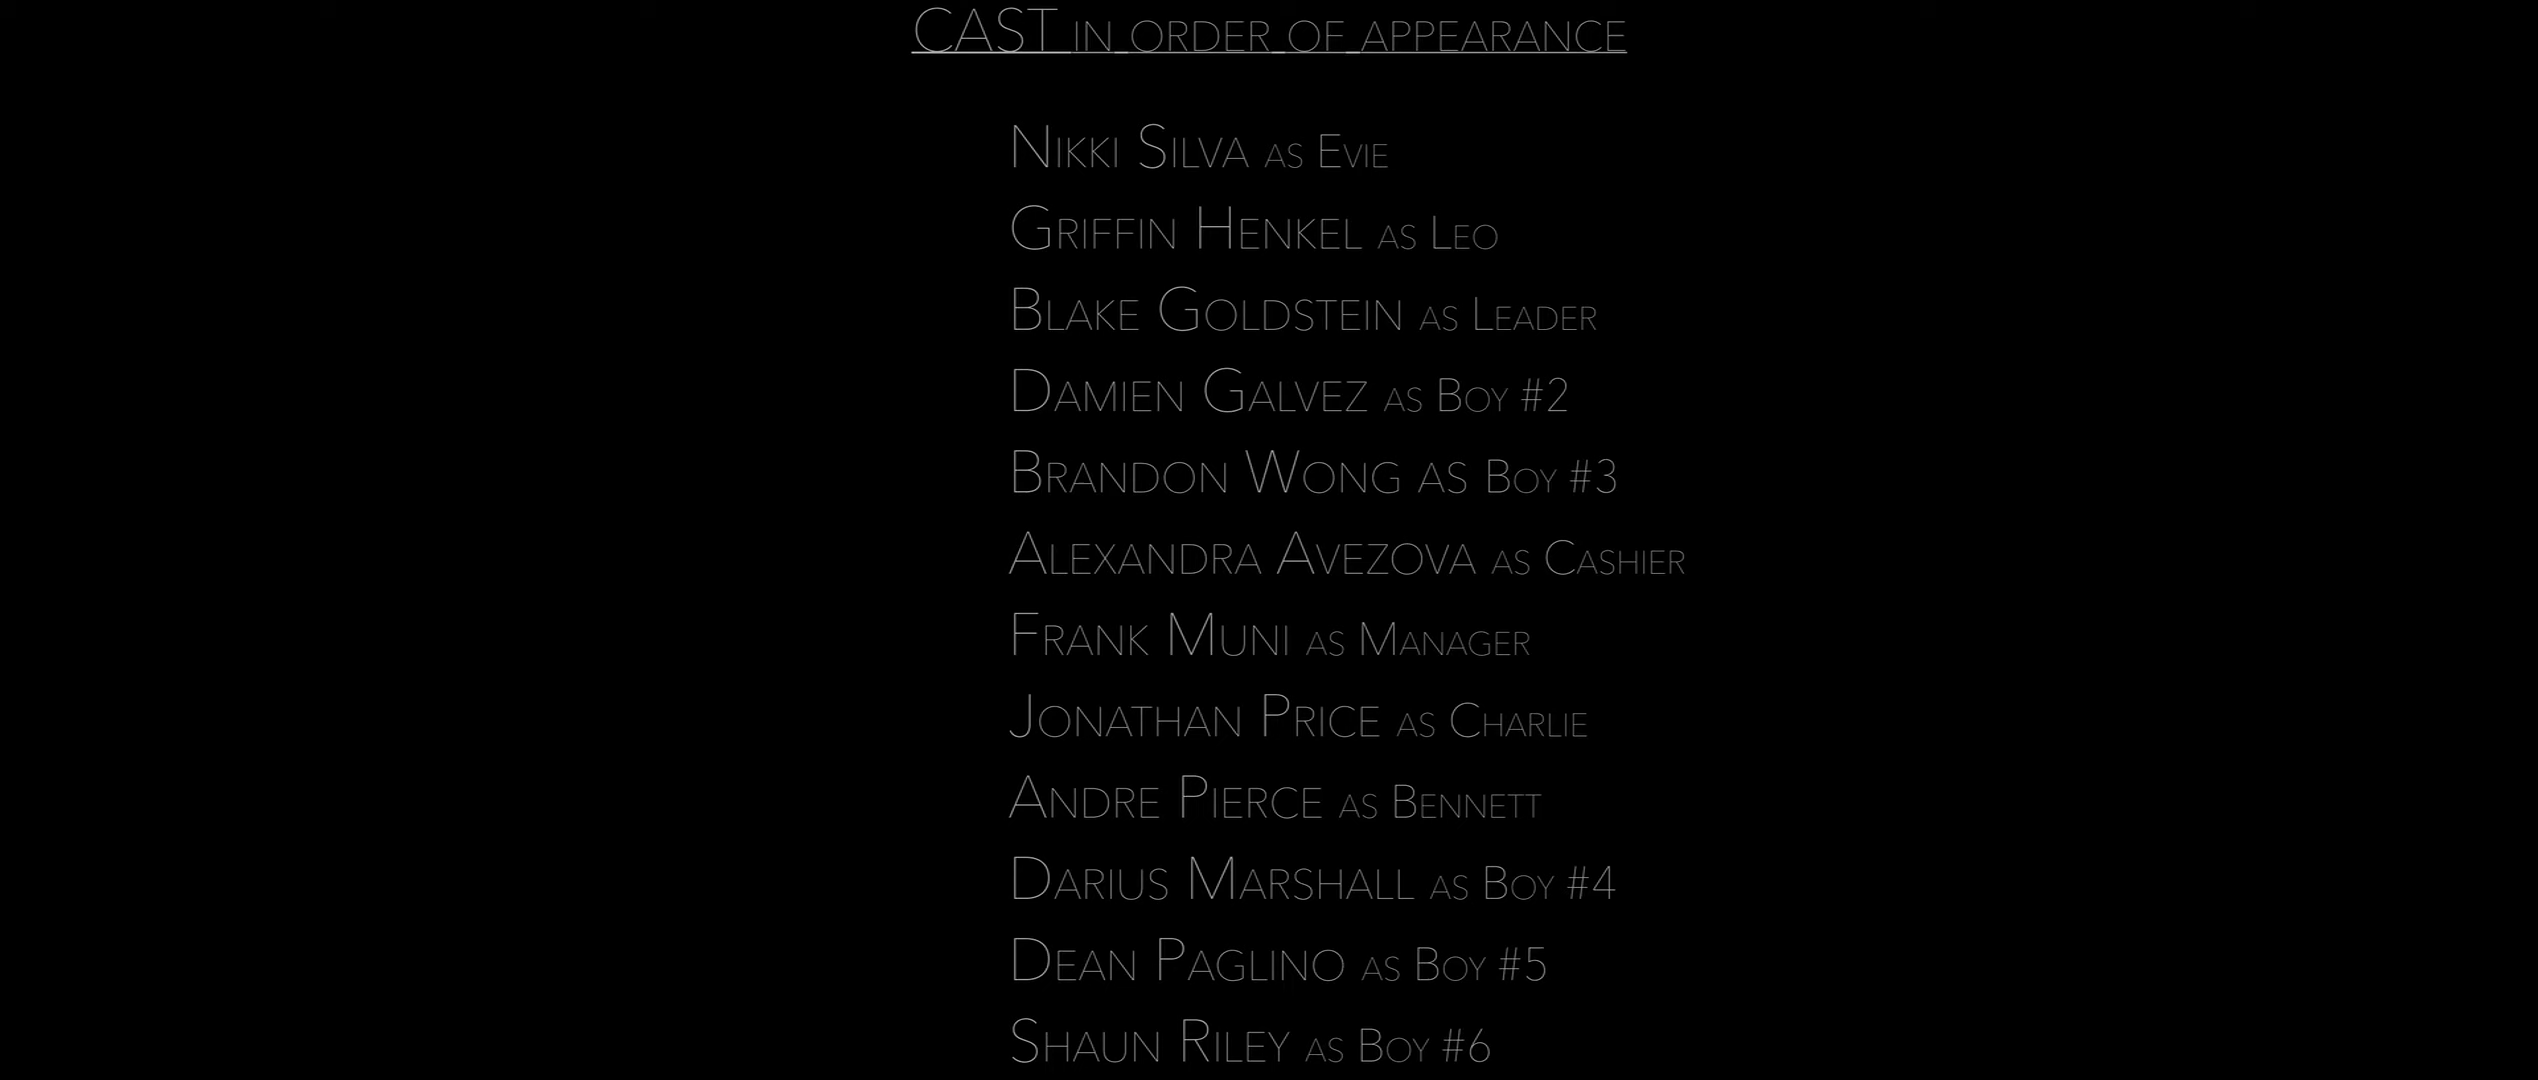 CAST IN ORDER OF APPEARANCE
NIKKI SILVA AS EVIE
GRIFFIN HENKEL AS LEO
BLAKE GOLDSTEIN AS LEADER
DAMIEN GALVEZ AS BOY #2
BRANDON WONG AS BOY #3
ALEXANDRA AVEZOVA AS CASHIER
FRANK MUNI AS MANAGER
JONATHAN PRICE AS CHARLIE
ANDRE PIERCE AS BENNETT
DARIUS MARSHALL AS BOY #4
DEAN PAGLINO AS BOY #5
SHAUN RILEY AS BOY #6